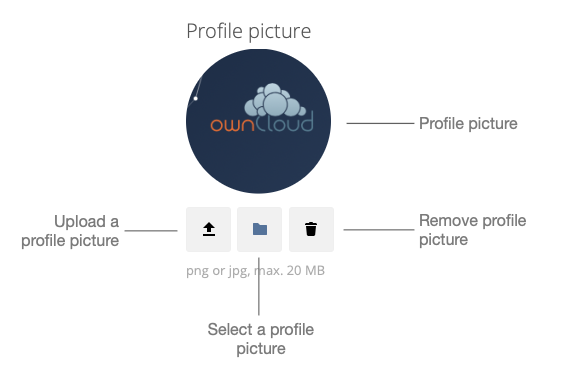 Profile picture
ownCloud
Profile picture
Upload a
profile picture
Remove profile
picture
png or jpg, max. 20 MB
Select a profile
picture